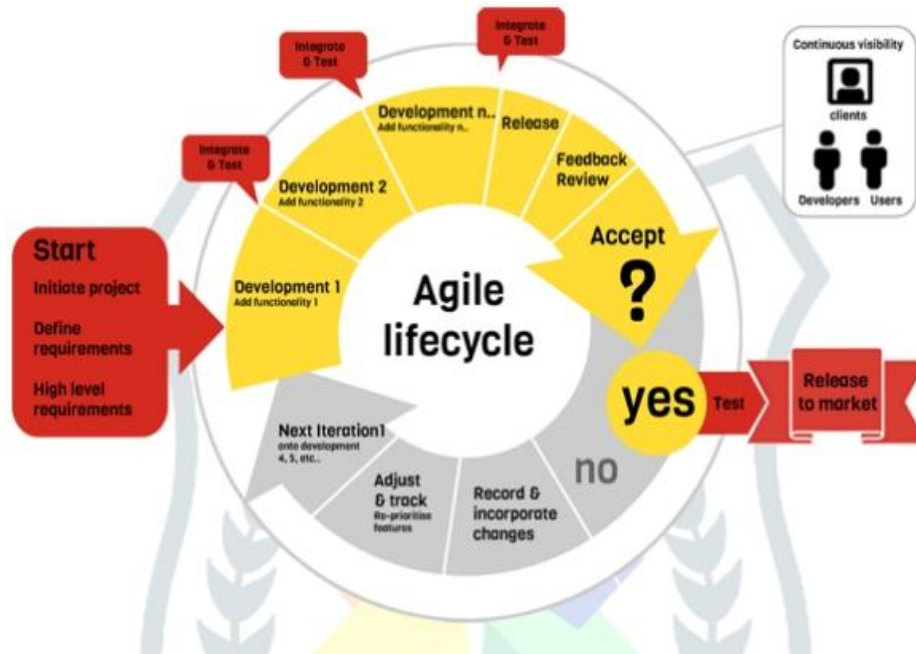 Start
Initiate project
Define
requirements
High level
requirements
Integrate
& Test
Integrate
& Test
Integrate
& Test
Development 1
Add functionality 1
Development 2
Add functionality 2
Development n..
Add functionality n..
Release
Feedback
Review
Accept
?
Agile
lifecycle
yes
Test
Release
to market
no
Record &
incorporate
changes
Adjust
& track
Re-prioritise
features
Next Iteration1
onto development
4, 5, etc..
Continuous visibility
clients
Developers Users